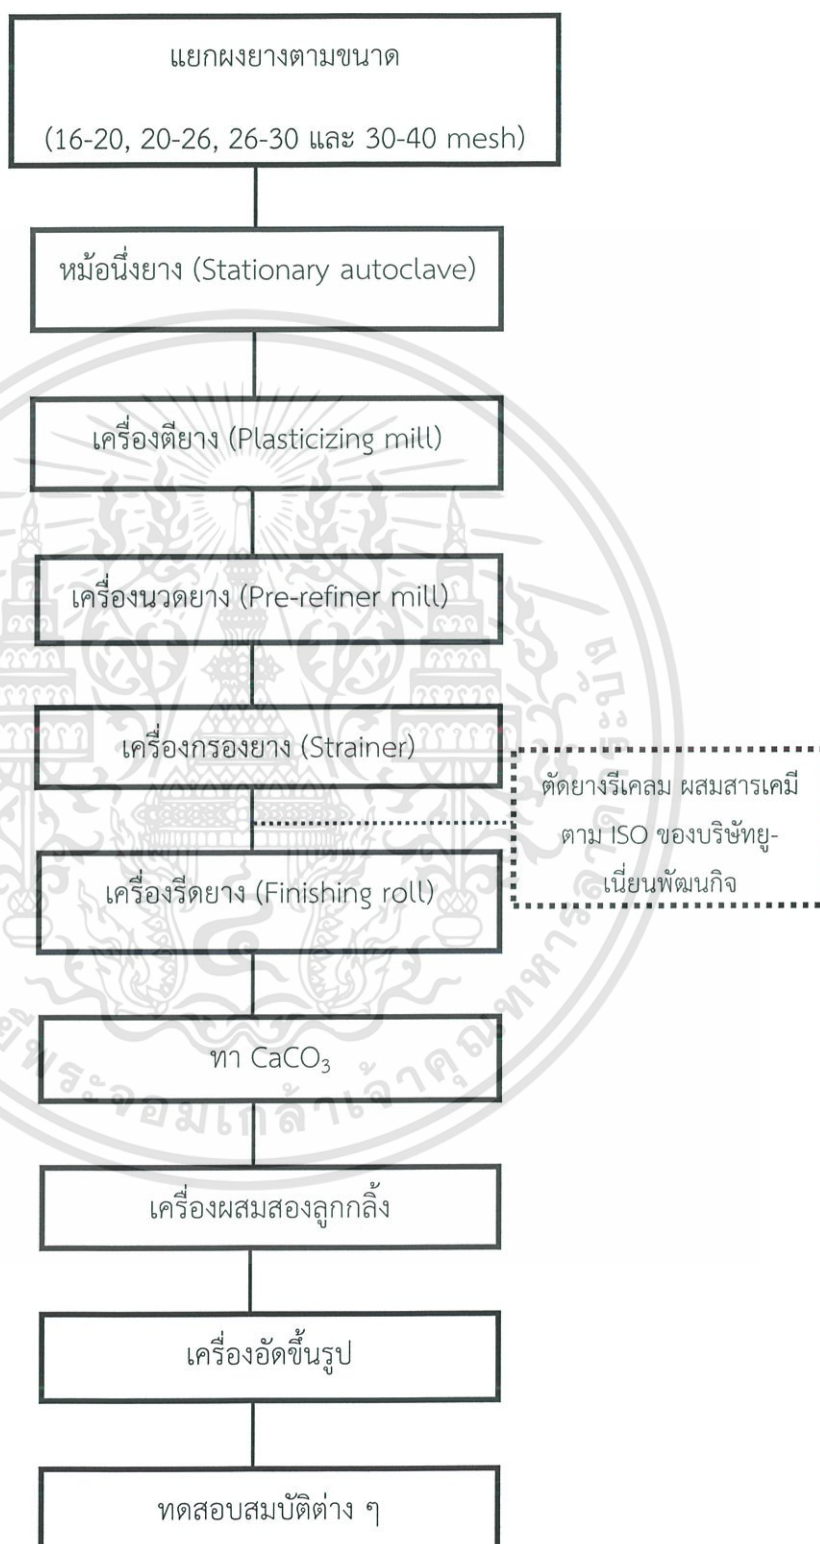 แยกผงยางตามขนาด
(16-20, 20-26, 26-30 และ 30-40 mesh)
หม้อนึ่งยาง (Stationary autoclave)
เครื่องตียาง (Plasticizing mill)
เครื่องนวดยาง (Pre-refiner mill)
เครื่องกรองยาง (Strainer)
ตัดยางรีเคลม ผสมสารเคมี
ตาม ISO ของบริษัทยู-
เนี่ยนพัฒนกิจ
เครื่องรีดยาง (Finishing roll)
ทา CaCO₃
เครื่องผสมสองลูกกลิ้ง
เครื่องอัดขึ้นรูป
ทดสอบสมบัติต่าง ๆ